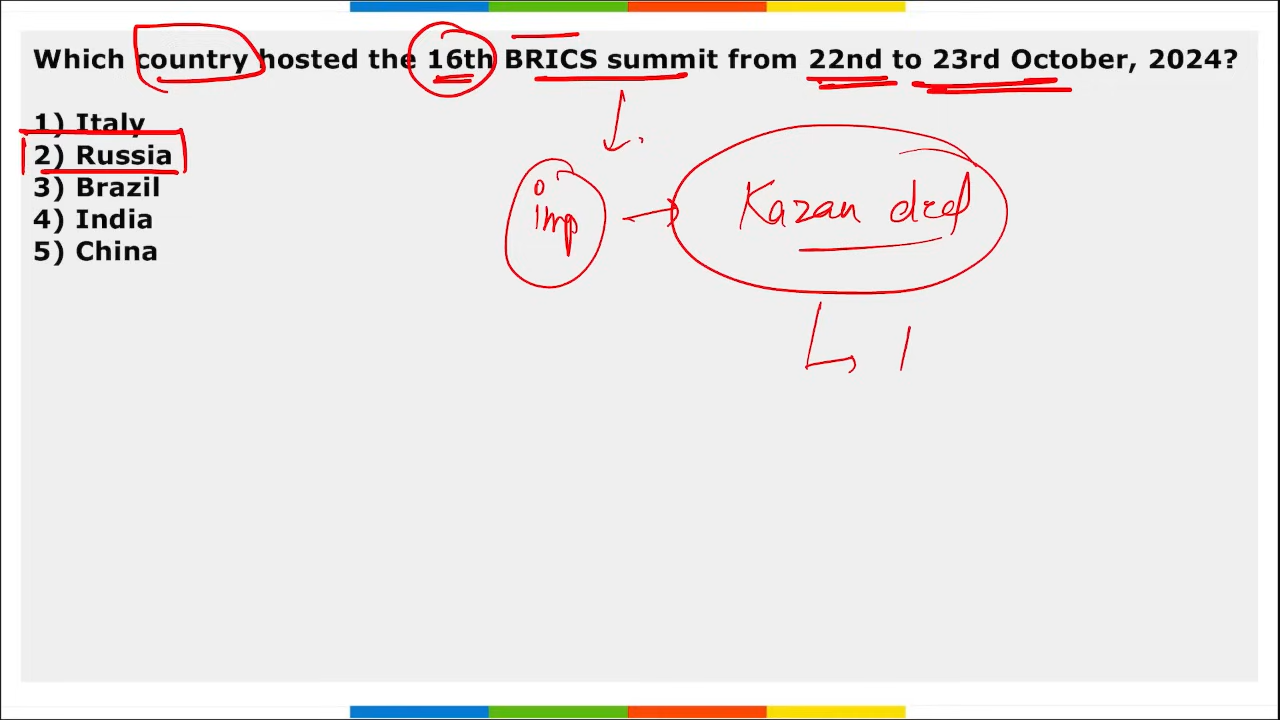 Which country hosted the 16th BRICS summit from 22nd to 23rd October, 2024?
1) Italy
2) Russia
3) Brazil
4) India
5) China
imp
Kazan